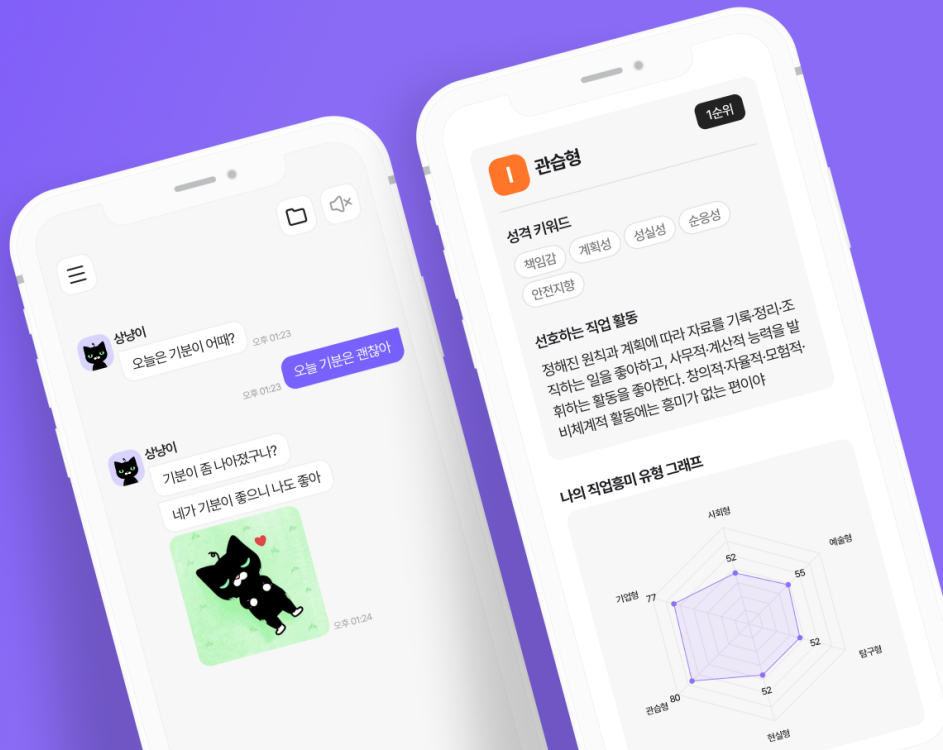 상냥이
오늘은 기분이 어때?
오후 01:23
오늘 기분은 괜찮아
오후 01:23
상냥이
기분이 좀 나아졌구나?
네가 기분이 좋으니 나도 좋아
오후 01:24
1순위
I 관습형
성격 키워드
책임감 계획성 성실성 순응성
안전지향
선호하는 직업 활동
정해진 원칙과 계획에 따라 자료를 기록·정리·조
직하는 일을 좋아하고, 사무적·계산적 능력을 발
휘하는 활동을 좋아한다. 창의적·자율적·모험적·
비체계적 활동에는 흥미가 없는 편이야
나의 직업흥미 유형 그래프
사회형
52
예술형
55
기업형 77
탐구형
52
관습형 80
52
현실형